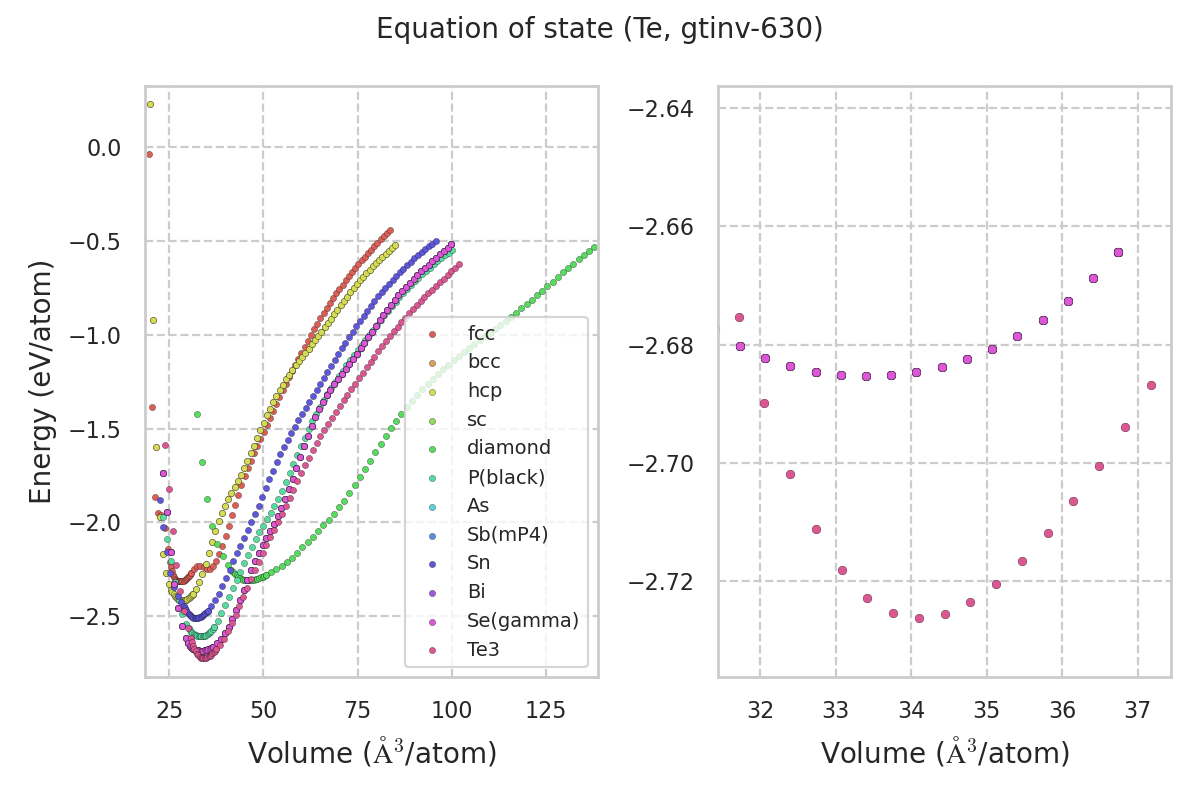 Equation of state (Te, gtinv-630)
Energy (eV/atom)
0.0
−0.5
−1.0
−1.5
−2.0
−2.5
25 50 75 100 125
Volume (Å³/atom)
fcc
bcc
hcp
sc
diamond
P(black)
As
Sb(mP4)
Sn
Bi
Se(gamma)
Te3
−2.64
−2.66
−2.68
−2.70
−2.72
32 33 34 35 36 37
Volume (Å³/atom)